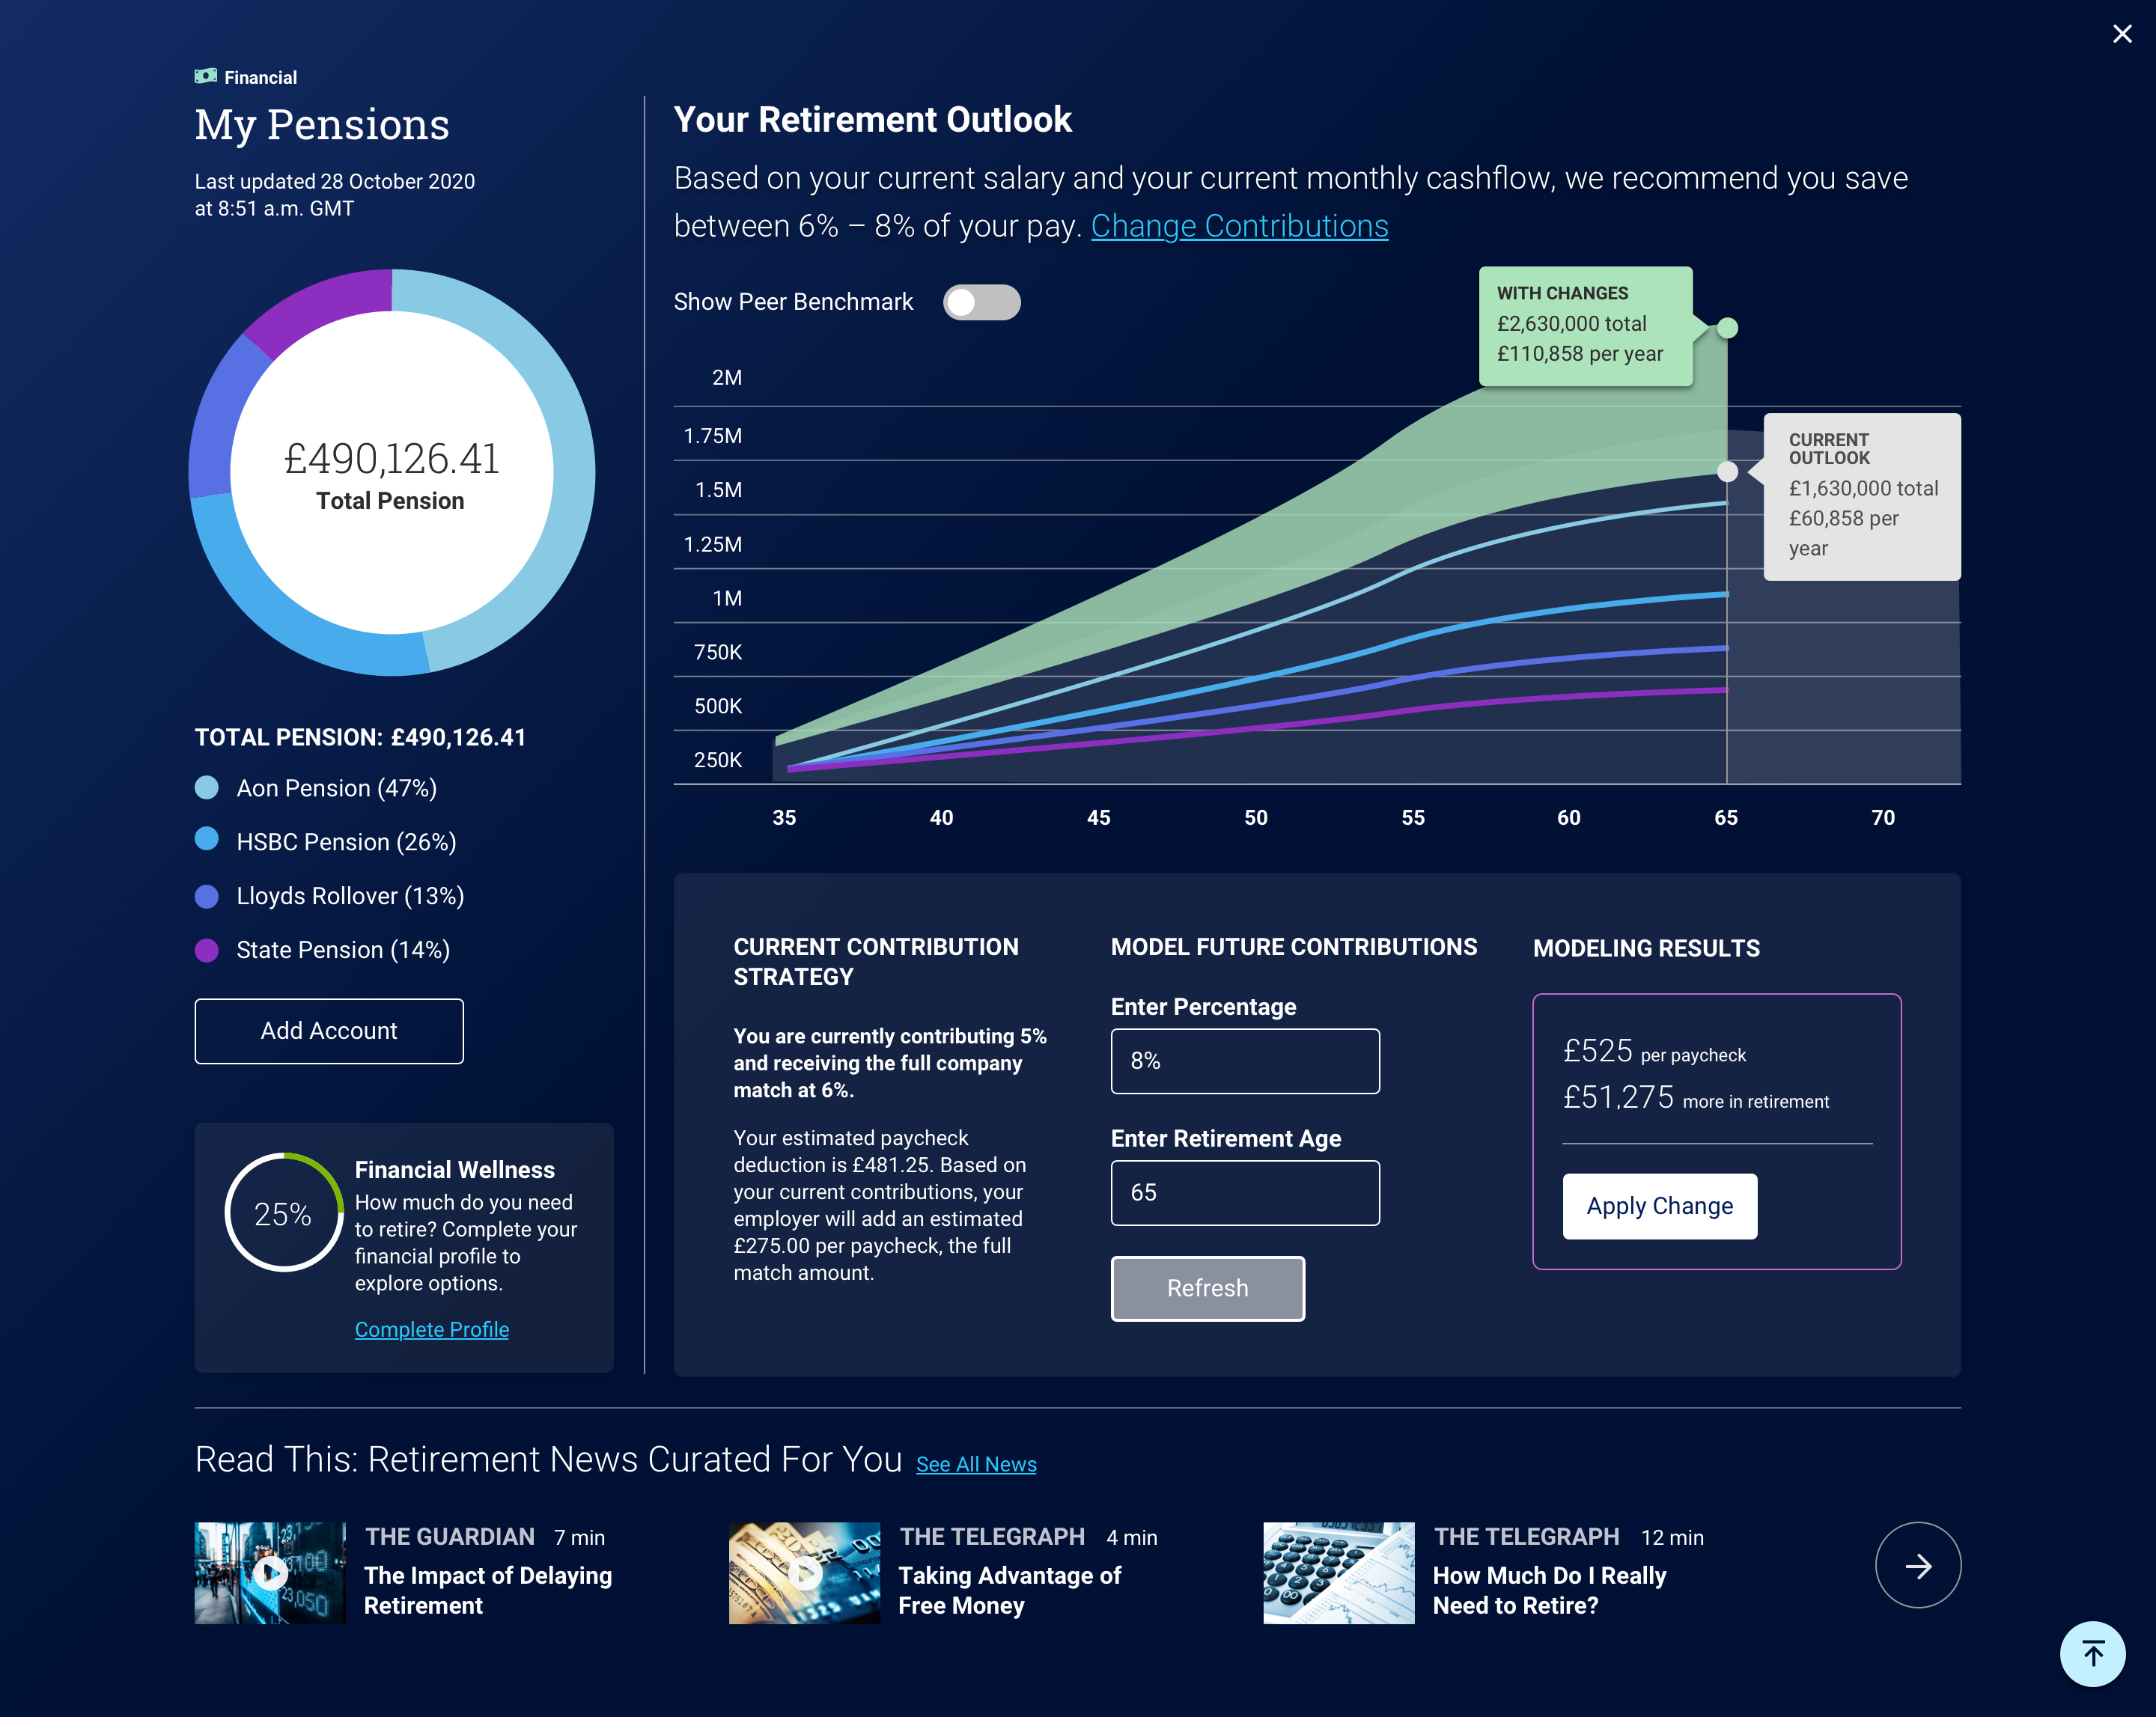 Financial
My Pensions
Last updated 28 October 2020
at 8:51 a.m. GMT
£490,126.41
Total Pension
TOTAL PENSION: £490,126.41
Aon Pension (47%)
HSBC Pension (26%)
Lloyds Rollover (13%)
State Pension (14%)
Add Account
25%
Financial Wellness
How much do you need
to retire? Complete your
financial profile to
explore options.
Complete Profile
Your Retirement Outlook
Based on your current salary and your current monthly cashflow, we recommend you save
between 6% – 8% of your pay. Change Contributions
Show Peer Benchmark
WITH CHANGES
£2,630,000 total
£110,858 per year
CURRENT
OUTLOOK
£1,630,000 total
£60,858 per
year
2M
1.75M
1.5M
1.25M
1M
750K
500K
250K
35 40 45 50 55 60 65 70
CURRENT CONTRIBUTION
STRATEGY
You are currently contributing 5%
and receiving the full company
match at 6%.
Your estimated paycheck
deduction is £481.25. Based on
your current contributions, your
employer will add an estimated
£275.00 per paycheck, the full
match amount.
MODEL FUTURE CONTRIBUTIONS
Enter Percentage
8%
Enter Retirement Age
65
Refresh
MODELING RESULTS
£525 per paycheck
£51,275 more in retirement
Apply Change
Read This: Retirement News Curated For You See All News
THE GUARDIAN 7 min
The Impact of Delaying
Retirement
THE TELEGRAPH 4 min
Taking Advantage of
Free Money
THE TELEGRAPH 12 min
How Much Do I Really
Need to Retire?